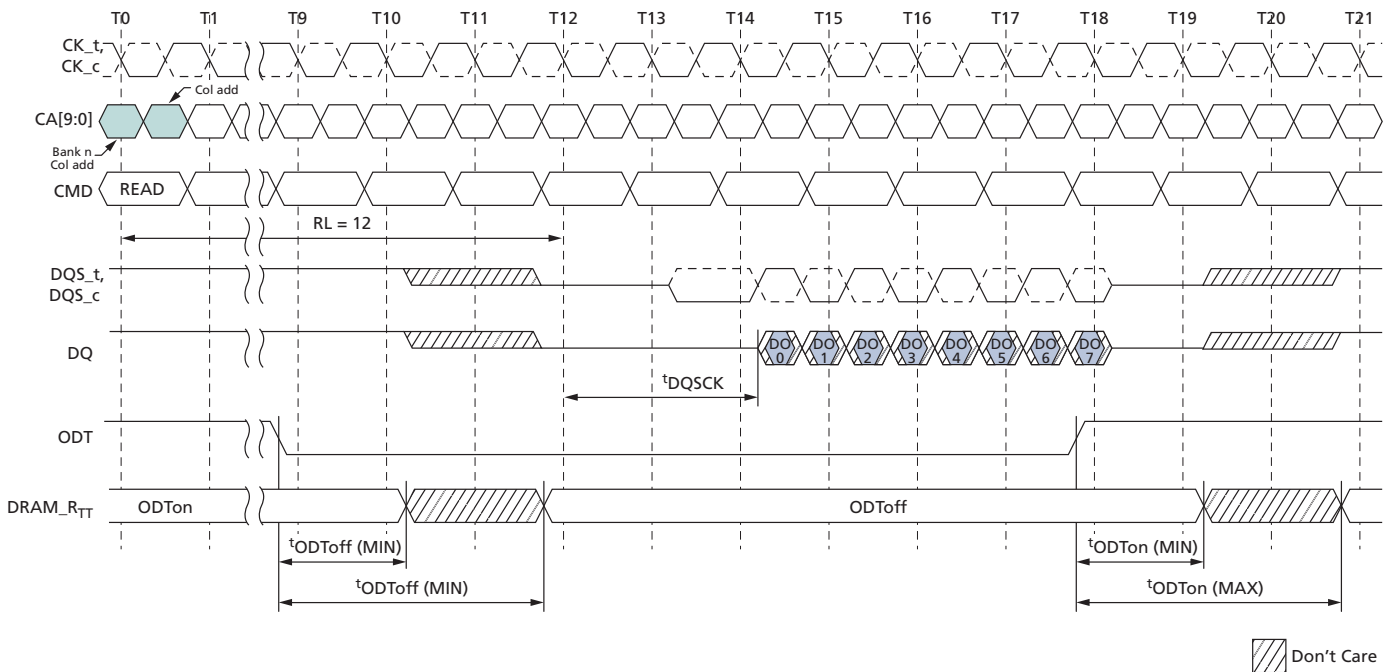 T0 T1 T9 T10 T11 T12 T13 T14 T15 T16 T17 T18 T19 T20 T21
CK_t,
CK_c
Col add
CA[9:0]
Bank n
Col add
CMD READ
RL = 12
DQS_t,
DQS_c
DQ DO 0 DO 1 DO 2 DO 3 DO 4 DO 5 DO 6 DO 7
tDQSCK
ODT
DRAM_RTT ODTon ODToff
tODToff (MIN) tODTon (MIN)
tODToff (MIN) tODTon (MAX)
Don't Care